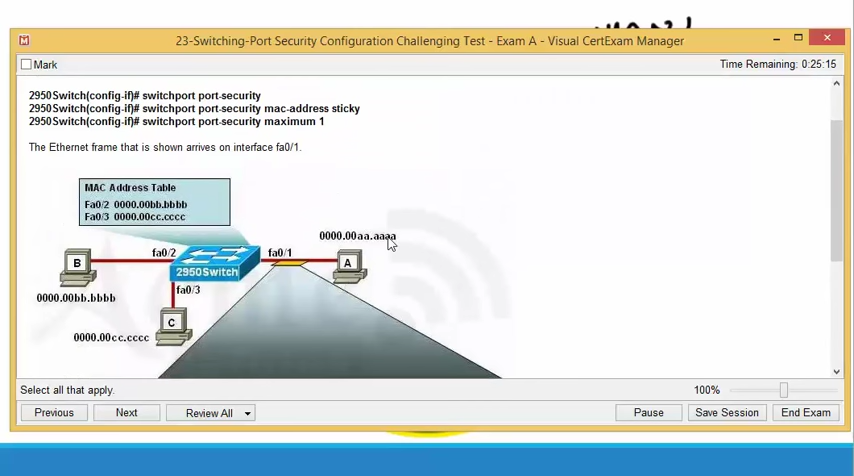 23-Switching-Port Security Configuration Challenging Test - Exam A - Visual CertExam Manager
Mark
Time Remaining: 0:25:15
2950Switch(config-if)# switchport port-security
2950Switch(config-if)# switchport port-security mac-address sticky
2950Switch(config-if)# switchport port-security maximum 1
The Ethernet frame that is shown arrives on interface fa0/1.
MAC Address Table
Fa0/2 0000.00bb.bbbb
Fa0/3 0000.00cc.cccc
0000.00aa.aaaa
fa0/2
fa0/1
B
A
2950Switch
fa0/3
0000.00bb.bbbb
C
0000.00cc.cccc
Select all that apply.
100%
Previous
Next
Review All
Pause
Save Session
End Exam